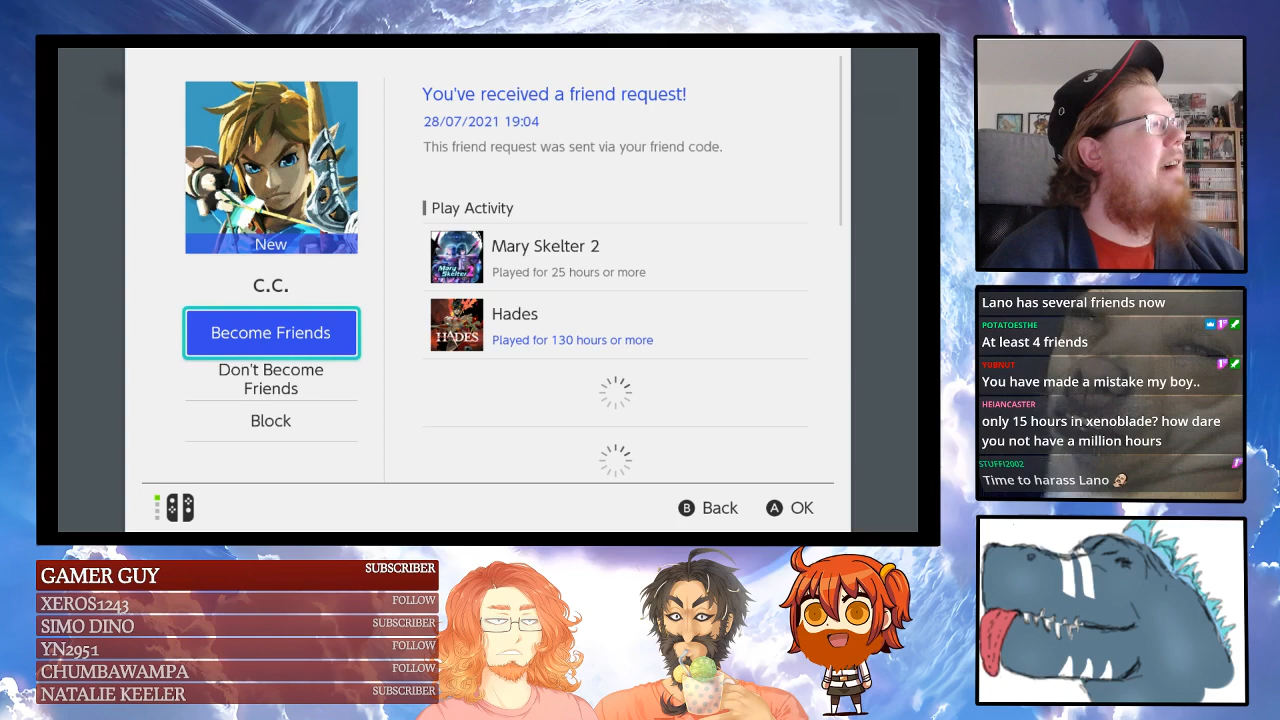 You've received a friend request!
28/07/2021 19:04
This friend request was sent via your friend code.
New
C.C.
Become Friends
Don't Become
Friends
Block
Play Activity
Mary Skelter 2
Played for 25 hours or more
HADES
Hades
Played for 130 hours or more
B Back
A OK
Lano has several friends now
POTATOESTHE
At least 4 friends
YUBNUT
You have made a mistake my boy..
HEIANCASTER
only 15 hours in xenoblade? how dare
you not have a million hours
STUFFI2002
Time to harass Lano
GAMER GUY SUBSCRIBER
XEROS1243 FOLLOW
SIMO DINO SUBSCRIBER
YN2951 FOLLOW
CHUMBAWAMPA FOLLOW
NATALIE KEELER SUBSCRIBER